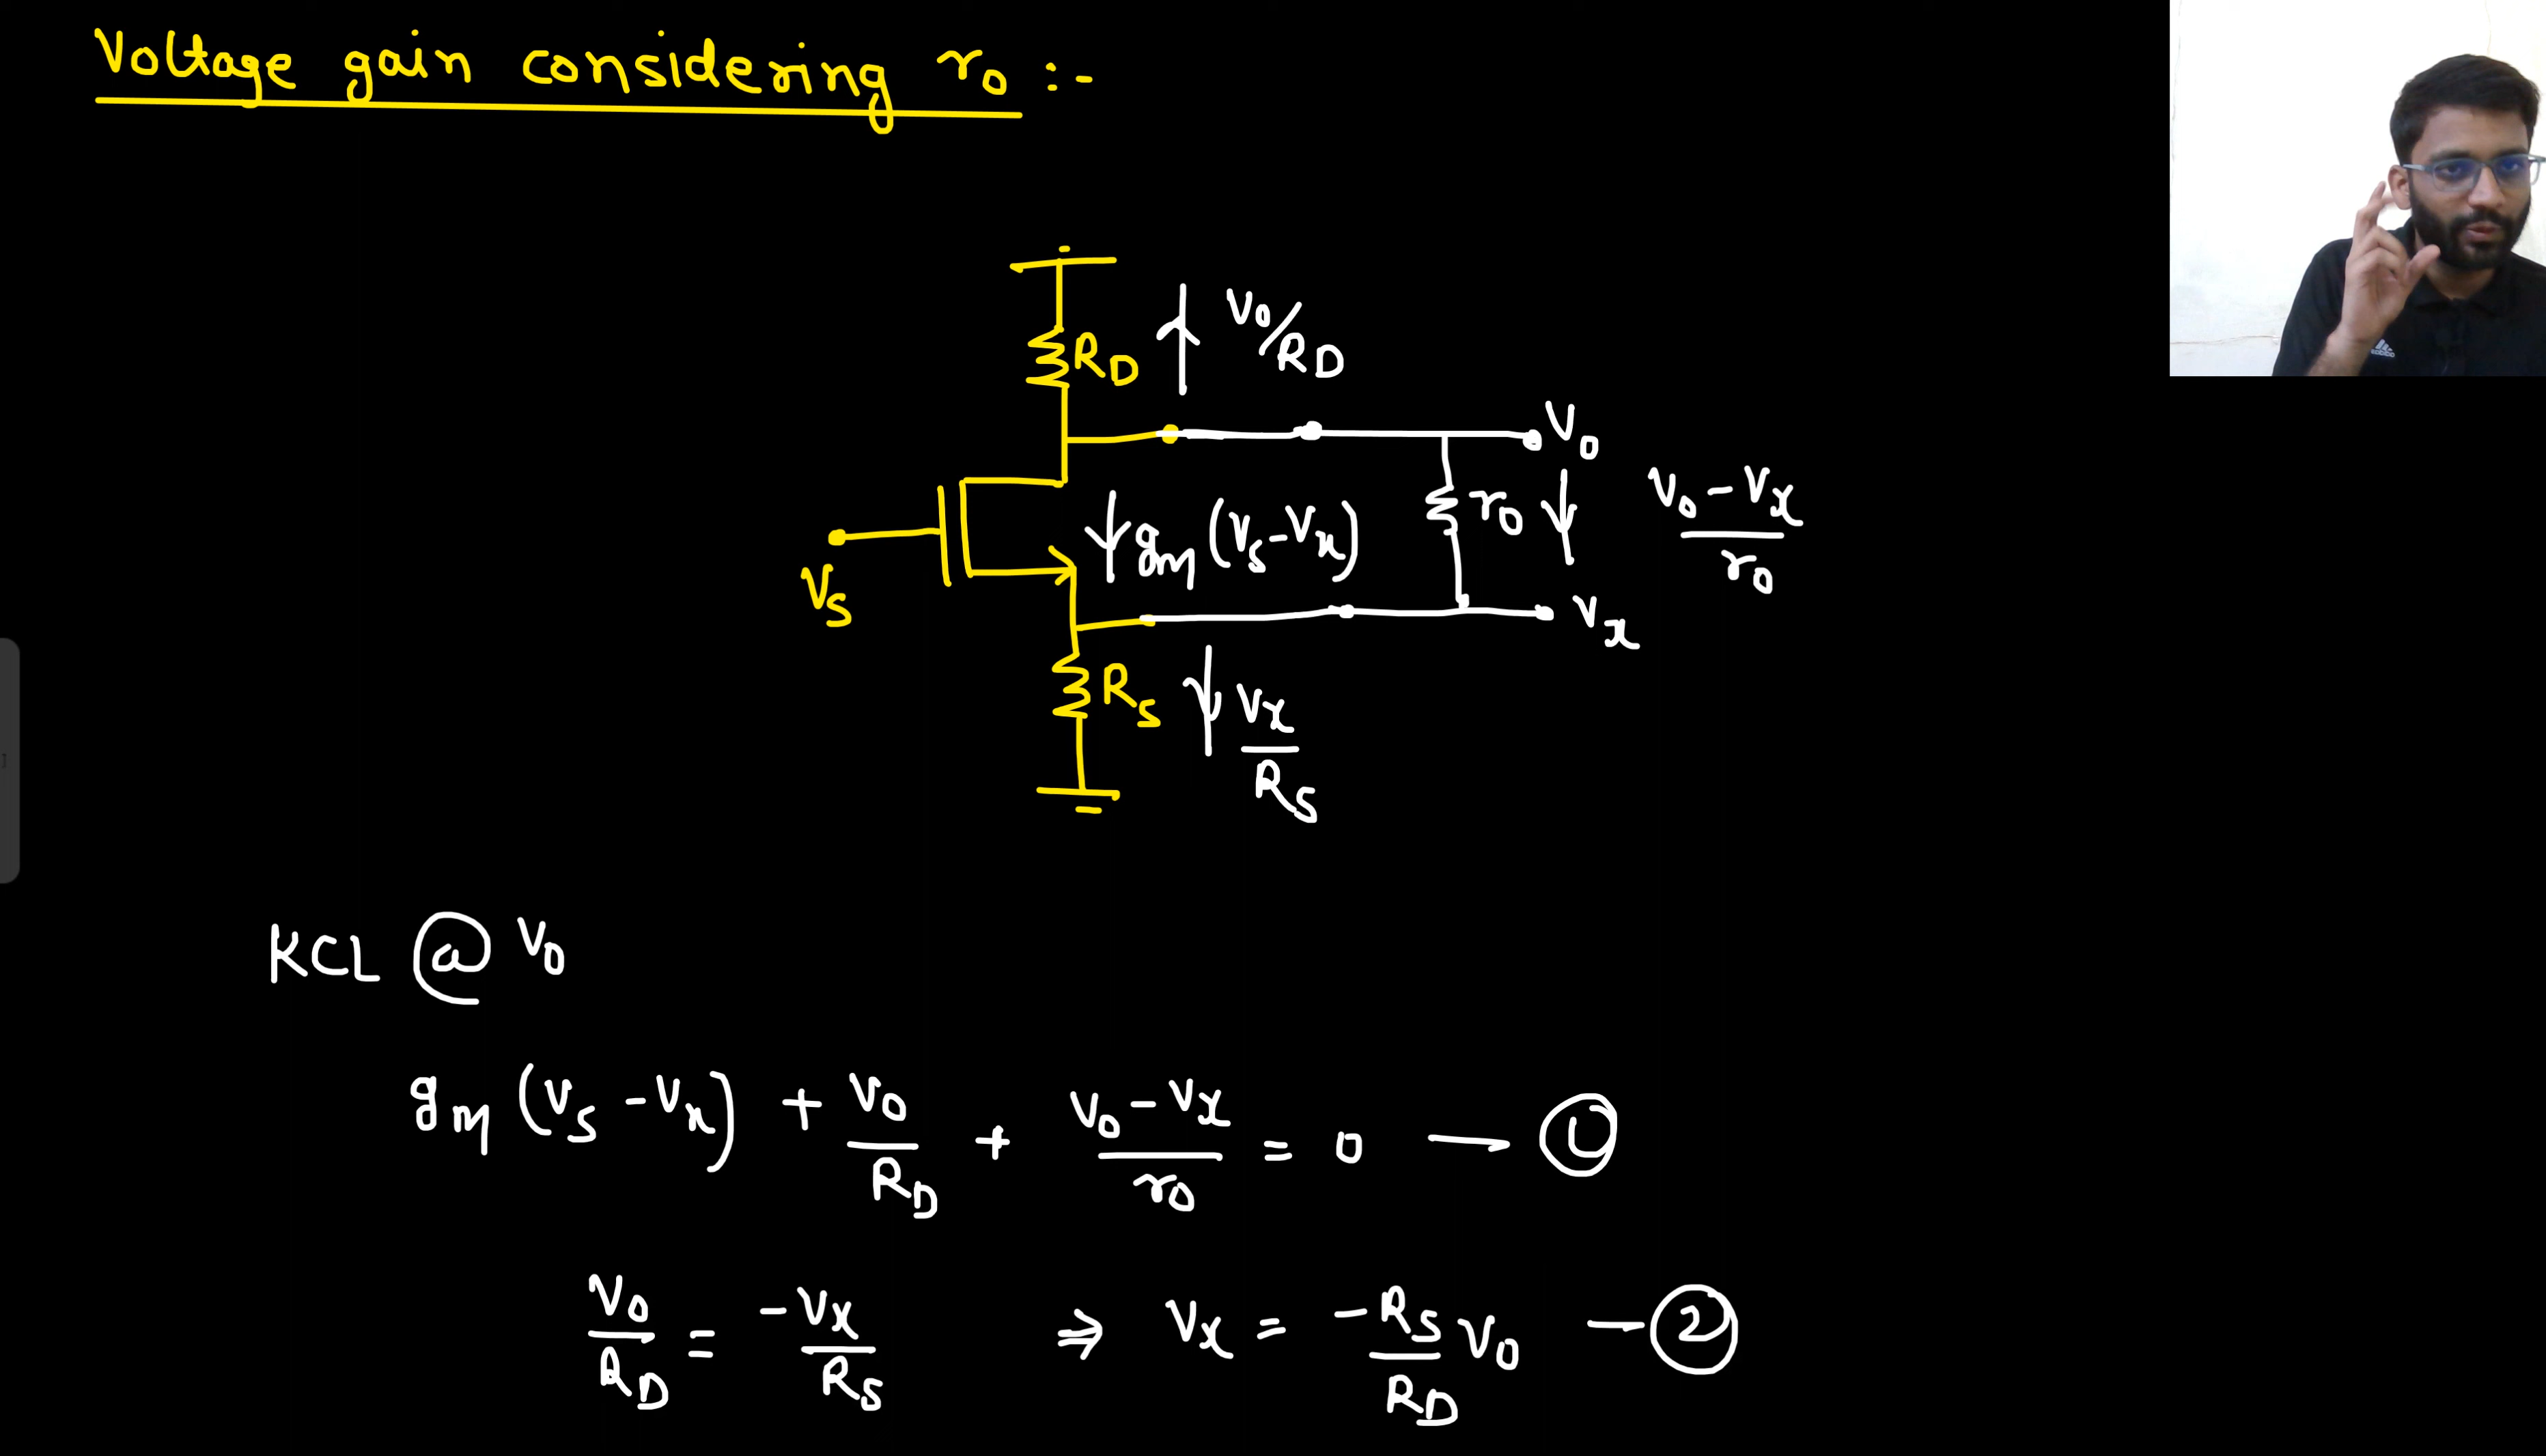 Voltage gain considering r0 :-
RD
V0/RD
V0
gm(Vs-Vx)
r0
V0-Vx
r0
Vs
Vx
Rs
Vx
Rs
KCL @ V0
gm(Vs-Vx) + V0/RD + V0-Vx/r0 = 0 — ①
V0/RD = -Vx/Rs ⇒ Vx = -Rs/RD V0 — ②